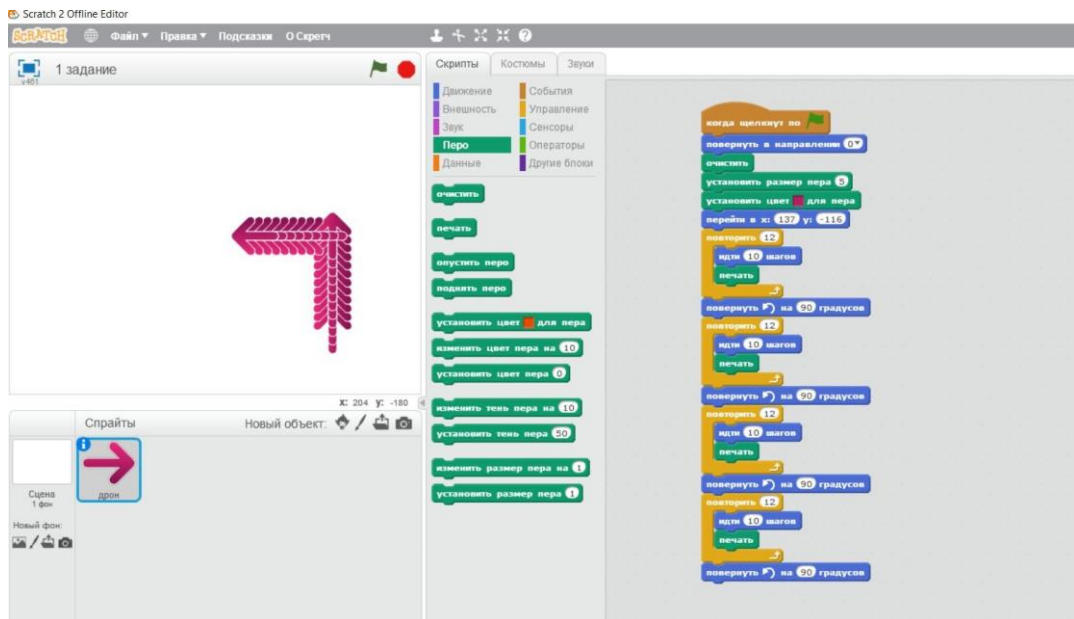 Scratch 2 Offline Editor
SCRATCH Файл Правка Подсказки О Скретч
1 задание
v461
X: 204 Y: -180
Спрайты Новый объект:
Сцена
1 фон
Новый фон:
дрон
Скрипты Костюмы Звуки
Движение События
Внешность Управление
Звук Сенсоры
Перо Операторы
Данные Другие блоки
очистить
печать
опустить перо
поднять перо
установить цвет для пера
изменить цвет пера на 10
установить цвет пера 0
изменить тень пера на 10
установить тень пера 50
изменить размер пера на 1
установить размер пера 1
когда щелкнут по
повернуть в направлении 0
очистить
установить размер пера 5
установить цвет для пера
перейти в x: 137 y: -116
повторить 12
идти 10 шагов
печать
повернуть на 90 градусов
повторить 12
идти 10 шагов
печать
повернуть на 90 градусов
повторить 12
идти 10 шагов
печать
повернуть на 90 градусов
повторить 12
идти 10 шагов
печать
повернуть на 90 градусов